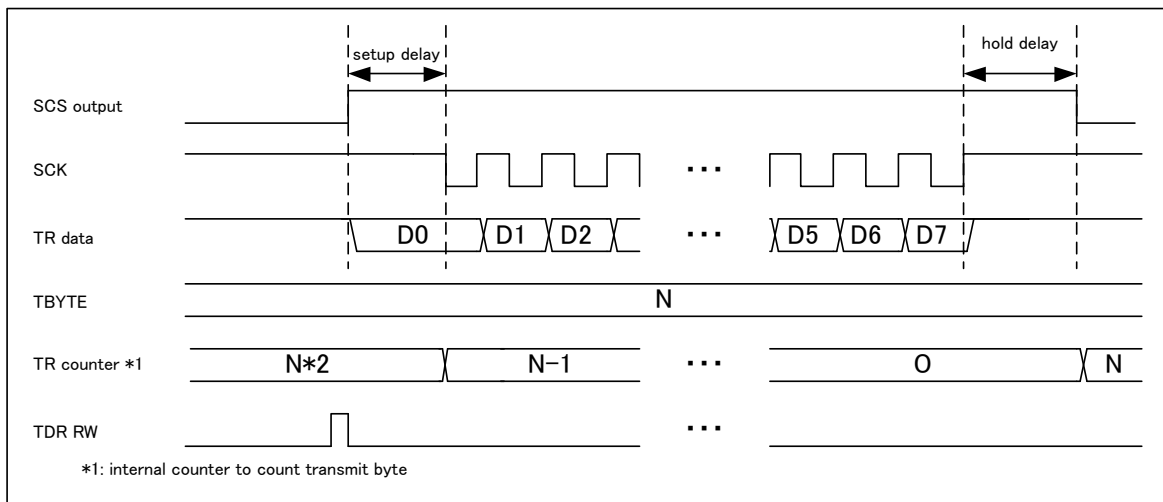 setup delay
hold delay
SCS output
SCK
...
TR data
D0 D1 D2 ... D5 D6 D7
TBYTE
N
TR counter *1
N*2 N-1 ... O N
TDR RW
...
*1: internal counter to count transmit byte